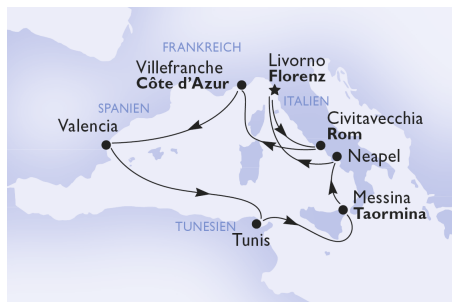 FRANKREICH
Villefranche
Côte d'Azur
Livorno
Florenz
ITALIEN
SPANIEN
Valencia
Civitavecchia
Rom
Neapel
Messina
Taormina
TUNESIEN
Tunis